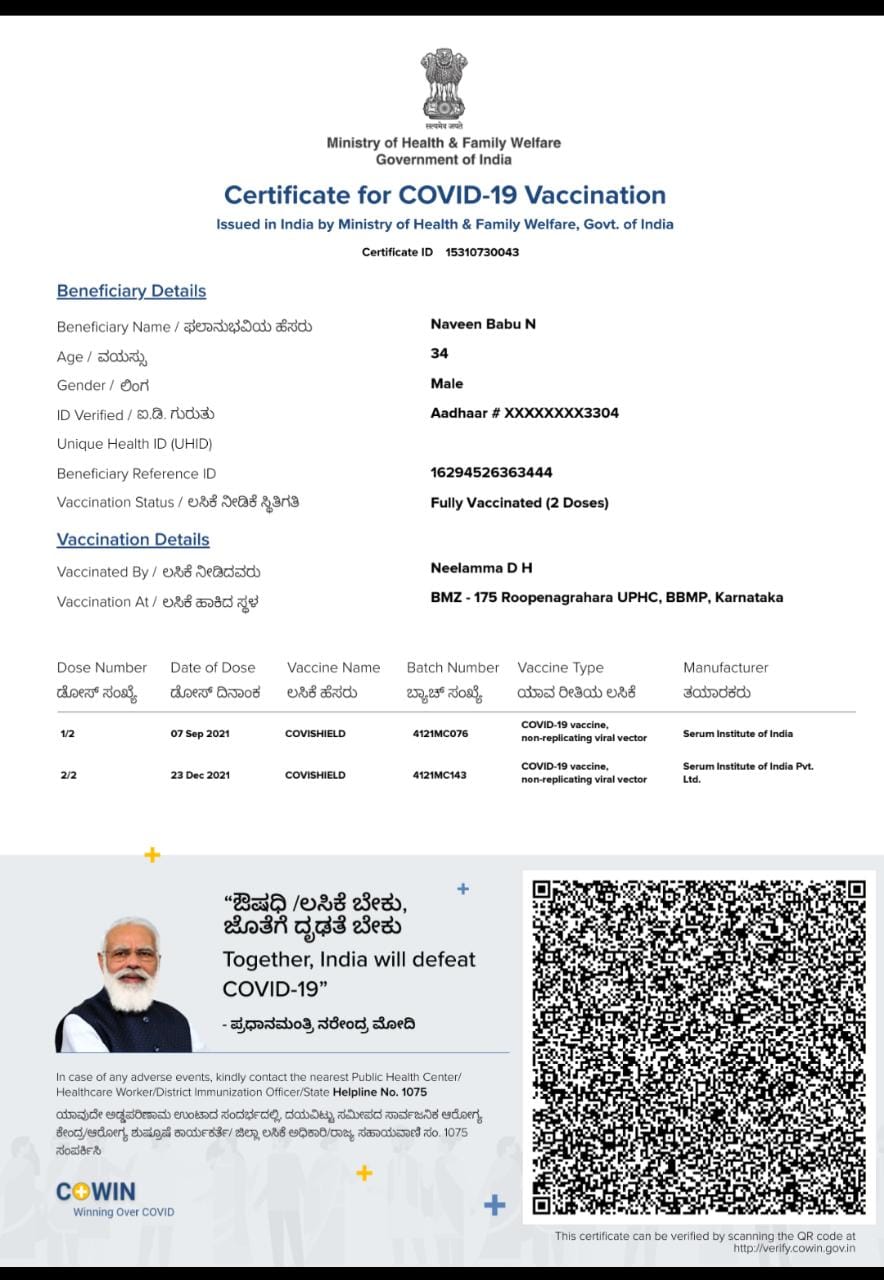 सत्यमेव जयते
Ministry of Health & Family Welfare
Government of India
Certificate for COVID-19 Vaccination
Issued in India by Ministry of Health & Family Welfare, Govt. of India
Certificate ID 15310730043
Beneficiary Details
Beneficiary Name / ಫಲಾನುಭವಿಯ ಹೆಸರು Naveen Babu N
Age / ವಯಸ್ಸು 34
Gender / ಲಿಂಗ Male
ID Verified / ಐ.ಡಿ. ಗುರುತು Aadhaar # XXXXXXXX3304
Unique Health ID (UHID)
Beneficiary Reference ID 16294526363444
Vaccination Status / ಲಸಿಕೆ ನೀಡಿಕೆ ಸ್ಥಿತಿಗತಿ Fully Vaccinated (2 Doses)
Vaccination Details
Vaccinated By / ಲಸಿಕೆ ನೀಡಿದವರು Neelamma D H
Vaccination At / ಲಸಿಕೆ ಹಾಕಿದ ಸ್ಥಳ BMZ - 175 Roopenagrahara UPHC, BBMP, Karnataka
Dose Number Date of Dose Vaccine Name Batch Number Vaccine Type Manufacturer
ಡೋಸ್ ಸಂಖ್ಯೆ ಡೋಸ್ ದಿನಾಂಕ ಲಸಿಕೆ ಹೆಸರು ಬ್ಯಾಚ್ ಸಂಖ್ಯೆ ಯಾವ ರೀತಿಯ ಲಸಿಕೆ ತಯಾರಕರು
1/2 07 Sep 2021 COVISHIELD 4121MC076 COVID-19 vaccine, non-replicating viral vector Serum Institute of India
2/2 23 Dec 2021 COVISHIELD 4121MC143 COVID-19 vaccine, non-replicating viral vector Serum Institute of India Pvt. Ltd.
“ಔಷಧಿ /ಲಸಿಕೆ ಬೇಕು,
ಜೊತೆಗೆ ದೃಢತೆ ಬೇಕು
Together, India will defeat
COVID-19”
- ಪ್ರಧಾನಮಂತ್ರಿ ನರೇಂದ್ರ ಮೋದಿ
In case of any adverse events, kindly contact the nearest Public Health Center/
Healthcare Worker/District Immunization Officer/State Helpline No. 1075
ಯಾವುದೇ ಅಡ್ಡಪರಿಣಾಮ ಉಂಟಾದ ಸಂದರ್ಭದಲ್ಲಿ, ದಯವಿಟ್ಟು ಸಮೀಪದ ಸಾರ್ವಜನಿಕ ಆರೋಗ್ಯ
ಕೇಂದ್ರ/ಆರೋಗ್ಯ ಶುಷ್ರೂಷೆ ಕಾರ್ಯಕರ್ತೆ/ ಜಿಲ್ಲಾ ಲಸಿಕೆ ಅಧಿಕಾರಿ/ರಾಜ್ಯ ಸಹಾಯವಾಣಿ ಸಂ. 1075
ಸಂಪರ್ಕಿಸಿ
COWIN
Winning Over COVID
This certificate can be verified by scanning the QR code at
http://verify.cowin.gov.in